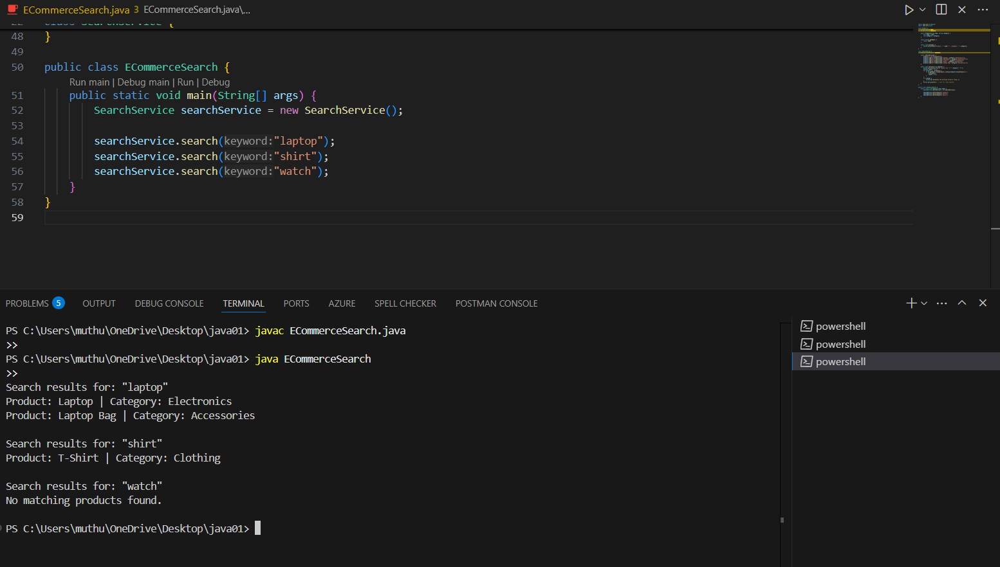 ECommerceSearch.java 3 ECommerceSearch.java\...
48 }
49
50 public class ECommerceSearch {
Run main | Debug main | Run | Debug
51 public static void main(String[] args) {
52 SearchService searchService = new SearchService();
53
54 searchService.search(keyword:"laptop");
55 searchService.search(keyword:"shirt");
56 searchService.search(keyword:"watch");
57 }
58 }
59
PROBLEMS 5 OUTPUT DEBUG CONSOLE TERMINAL PORTS AZURE SPELL CHECKER POSTMAN CONSOLE
PS C:\Users\muthu\OneDrive\Desktop\java01> javac ECommerceSearch.java
>>
PS C:\Users\muthu\OneDrive\Desktop\java01> java ECommerceSearch
>>
Search results for: "laptop"
Product: Laptop | Category: Electronics
Product: Laptop Bag | Category: Accessories
Search results for: "shirt"
Product: T-Shirt | Category: Clothing
Search results for: "watch"
No matching products found.
PS C:\Users\muthu\OneDrive\Desktop\java01>
powershell
powershell
powershell